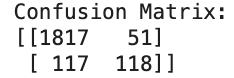 Confusion Matrix:
[[1817   51]
 [ 117  118]]